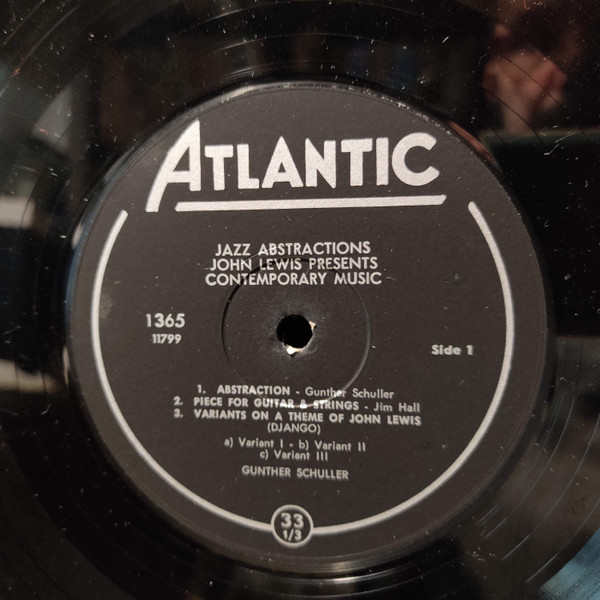 ATLANTIC
JAZZ ABSTRACTIONS
JOHN LEWIS PRESENTS
CONTEMPORARY MUSIC
1365
11799
Side 1
1. ABSTRACTION - Gunther Schuller
2. PIECE FOR GUITAR & STRINGS - Jim Hall
3. VARIANTS ON A THEME OF JOHN LEWIS
(DJANGO)
a) Variant I - b) Variant II
c) Variant III
GUNTHER SCHULLER
33
1/3